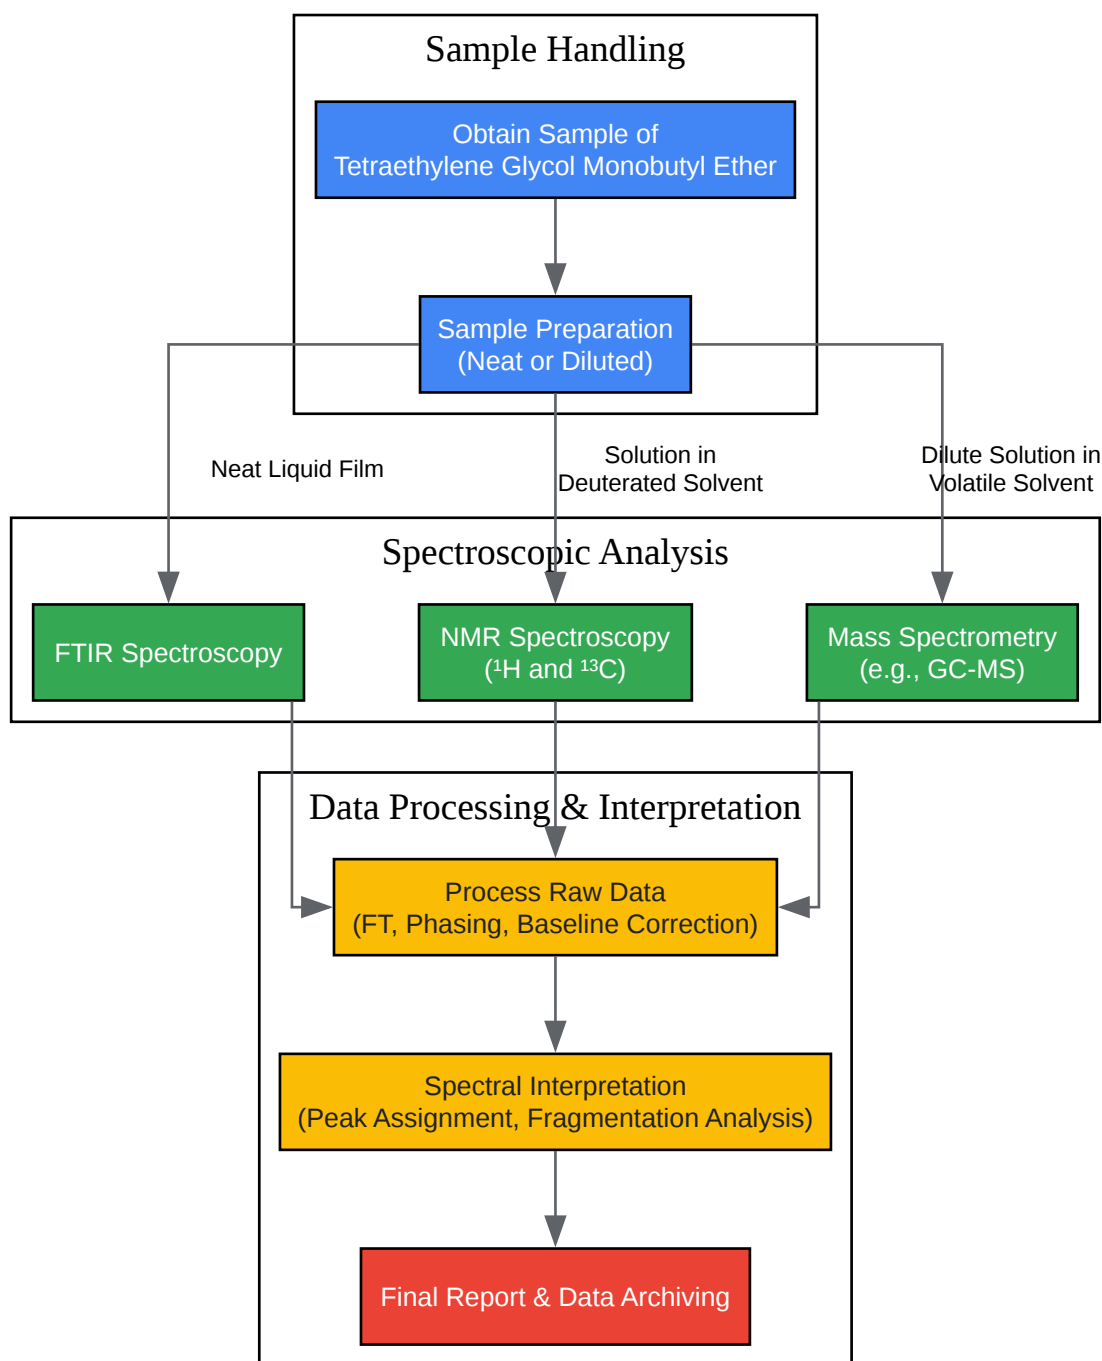 Sample Handling
Obtain Sample of
Tetraethylene Glycol Monobutyl Ether
Sample Preparation
(Neat or Diluted)
Neat Liquid Film
Solution in
Deuterated Solvent
Dilute Solution in
Volatile Solvent
Spectroscopic Analysis
FTIR Spectroscopy
NMR Spectroscopy
(¹H and ¹³C)
Mass Spectrometry
(e.g., GC-MS)
Data Processing & Interpretation
Process Raw Data
(FT, Phasing, Baseline Correction)
Spectral Interpretation
(Peak Assignment, Fragmentation Analysis)
Final Report & Data Archiving